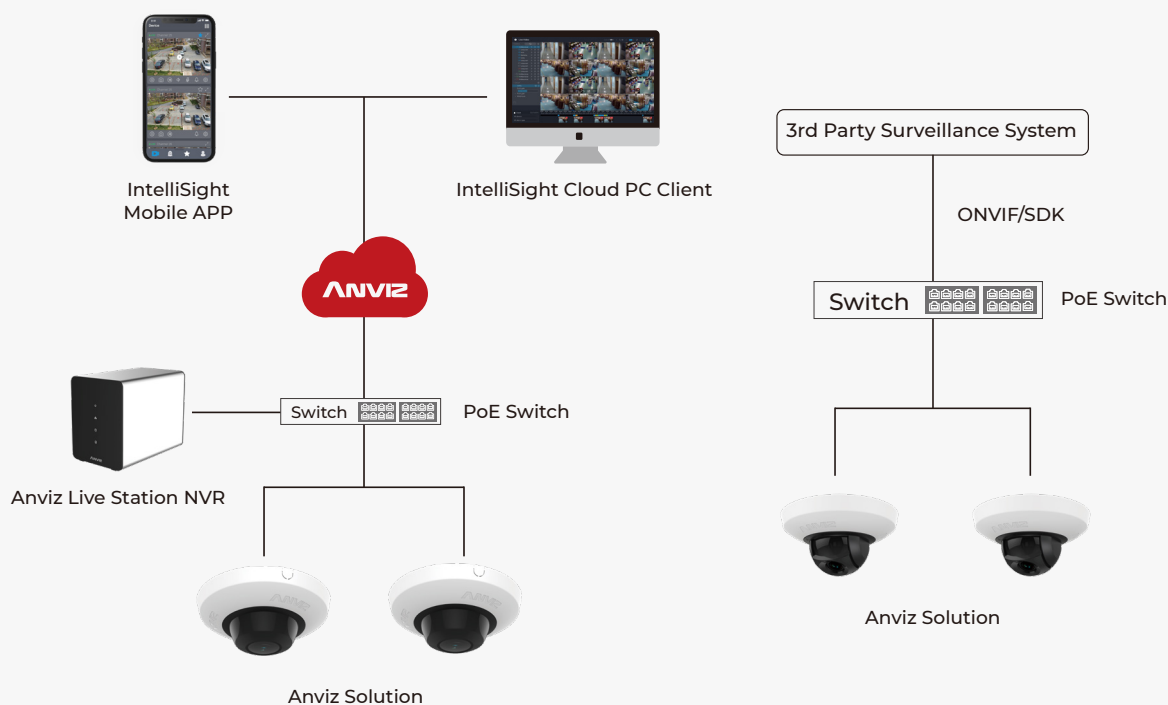 IntelliSight
Mobile APP
IntelliSight Cloud PC Client
ANVIZ
Switch
PoE Switch
Anviz Live Station NVR
Anviz Solution
3rd Party Surveillance System
ONVIF/SDK
Switch
PoE Switch
Anviz Solution